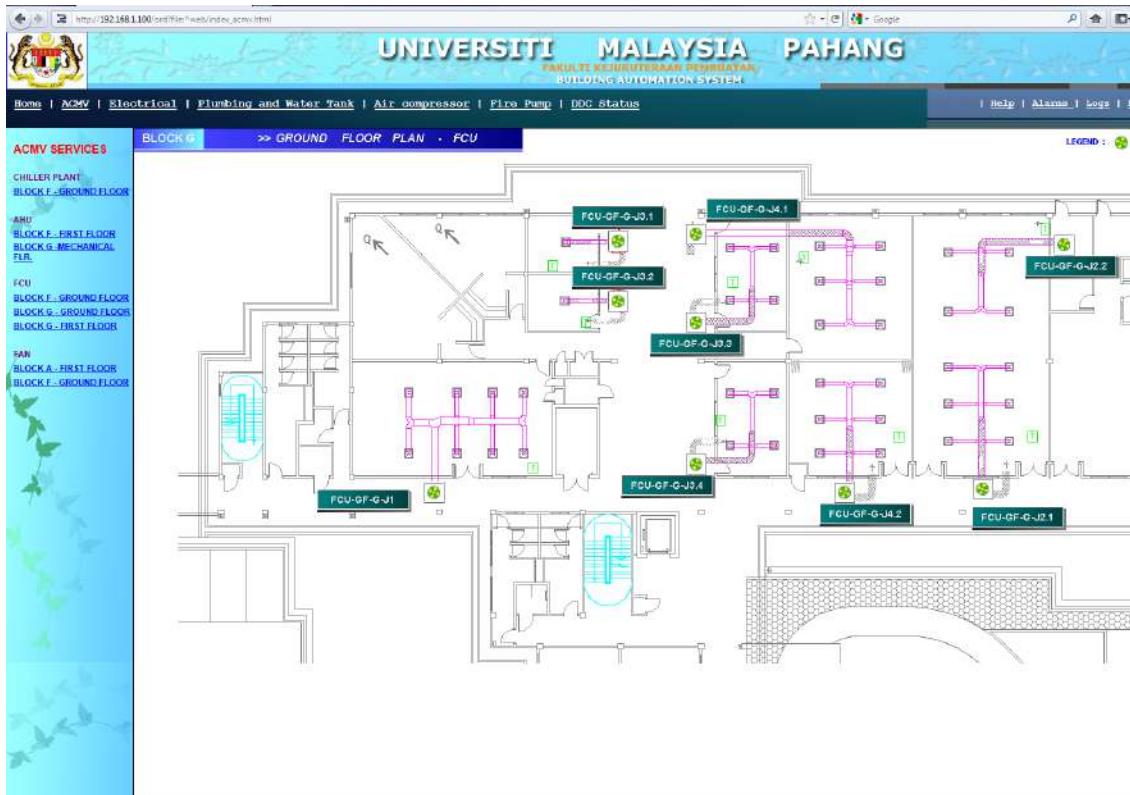 http://192.168.1.100/ord?file:^web/index_acmv.html
Google
UNIVERSITI MALAYSIA PAHANG
FAKULTI KEJURUTERAAN PEMBUATAN
BUILDING AUTOMATION SYSTEM
Home | ACMV | Electrical | Plumbing and Water Tank | Air compressor | Fire Pump | DDC Status
| Help | Alarms | Logs |
BLOCK G >> GROUND FLOOR PLAN - FCU
LEGEND :
ACMV SERVICES
CHILLER PLANT
BLOCK F - GROUND FLOOR
AHU
BLOCK F - FIRST FLOOR
BLOCK G -MECHANICAL
FLR.
FCU
BLOCK F - GROUND FLOOR
BLOCK G - GROUND FLOOR
BLOCK G - FIRST FLOOR
FAN
BLOCK A - FIRST FLOOR
BLOCK F - GROUND FLOOR
FCU-GF-G-J3.1
FCU-GF-G-J4.1
FCU-GF-G-J2.2
FCU-GF-G-J3.2
FCU-GF-G-J3.3
FCU-GF-G-J1
FCU-GF-G-J3.4
FCU-GF-G-J4.2
FCU-GF-G-J2.1